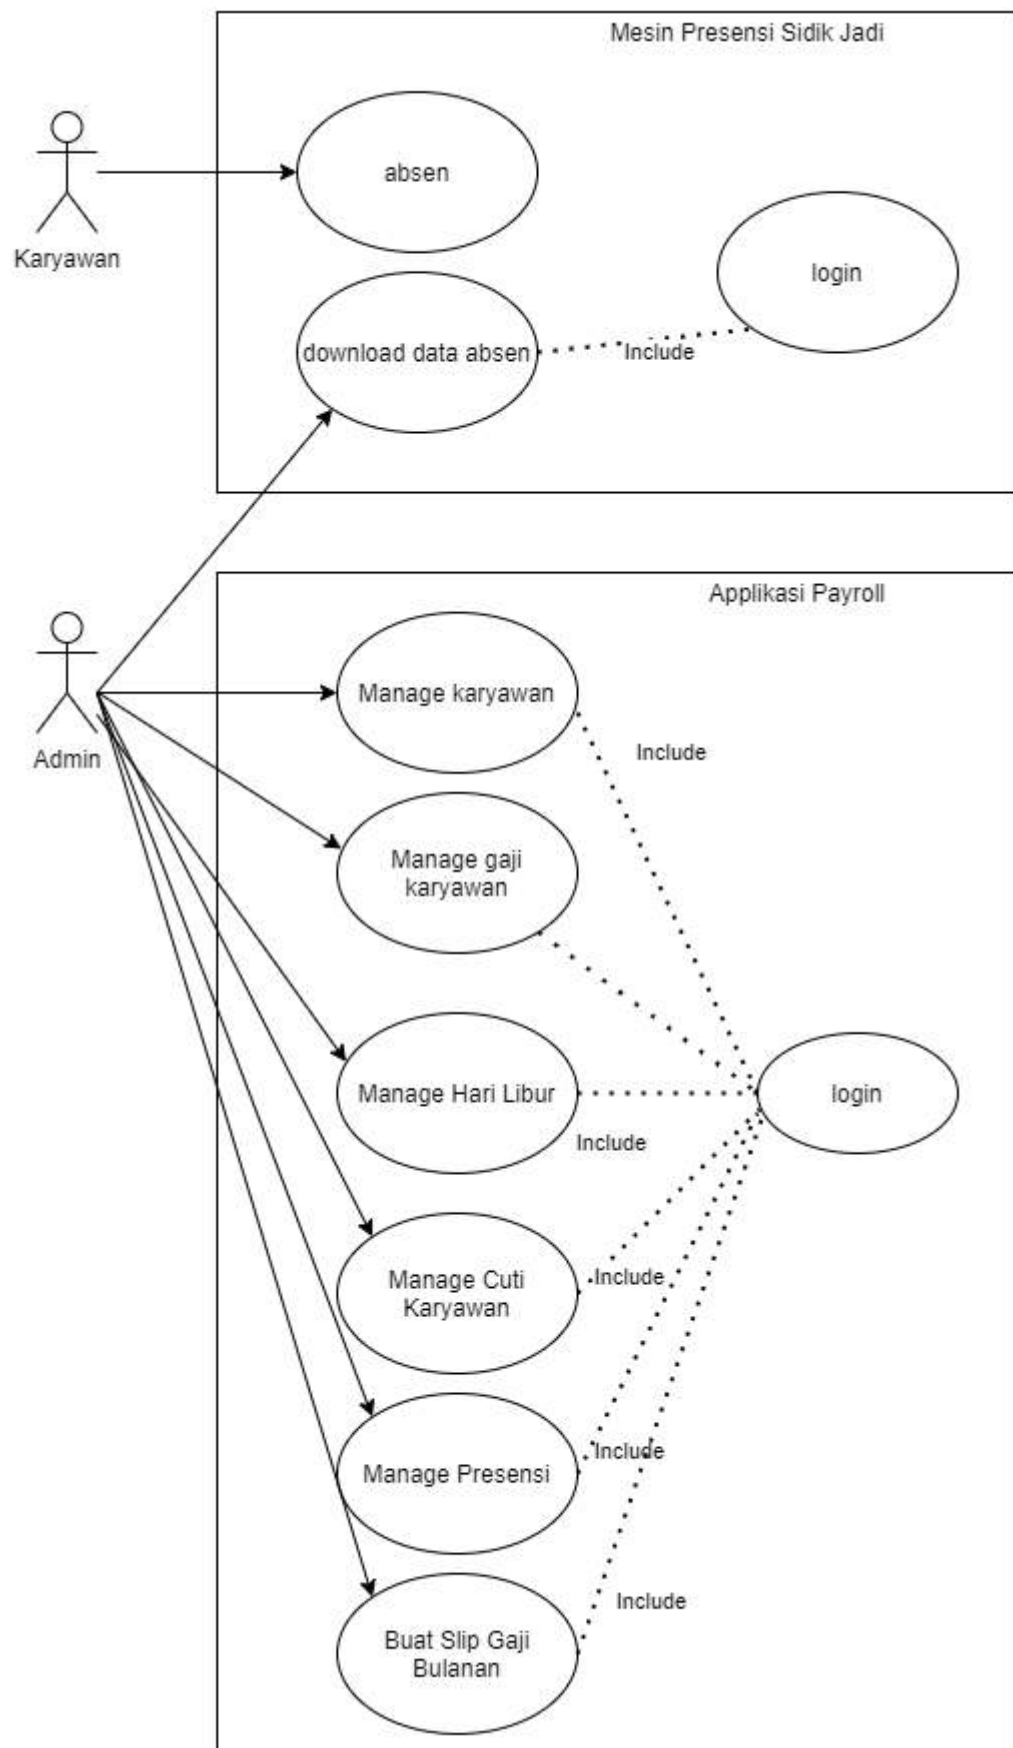 Mesin Presensi Sidik Jadi
absen
Karyawan
login
download data absen
Include
Applikasi Payroll
Manage karyawan
Include
Admin
Manage gaji
karyawan
Manage Hari Libur
login
Include
Manage Cuti
Karyawan
Include
Manage Presensi
Include
Buat Slip Gaji
Bulanan
Include